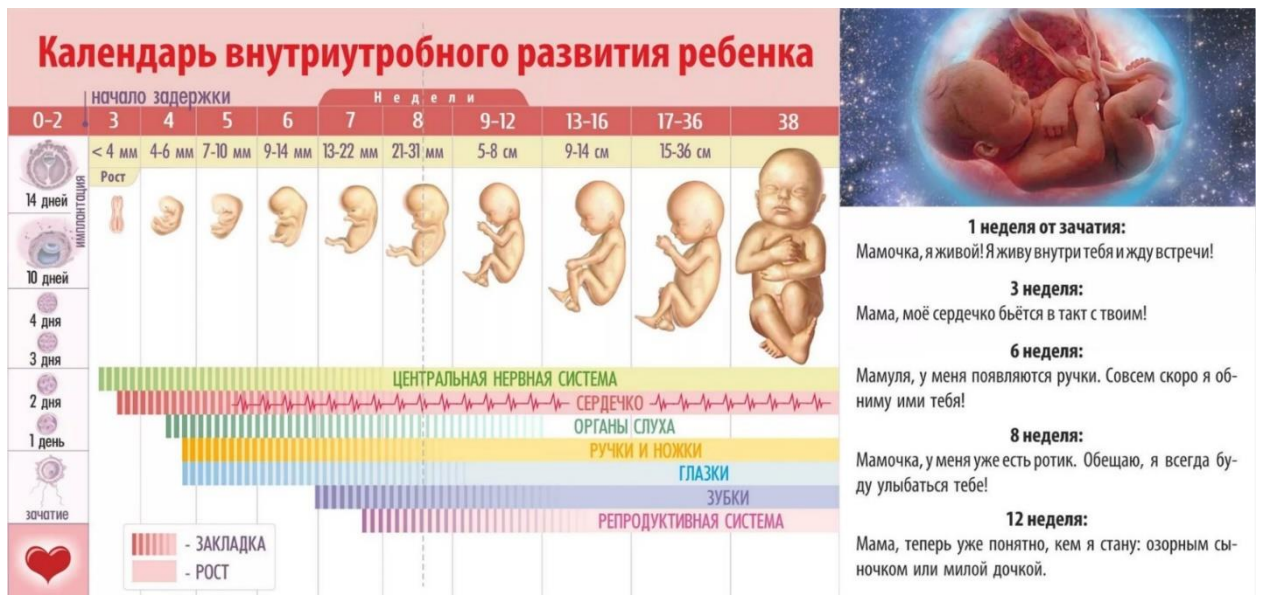 Календарь внутриутробного развития ребенка
начало задержки
Недели
0-2 3 4 5 6 7 8 9-12 13-16 17-36 38
< 4 мм 4-6 мм 7-10 мм 9-14 мм 13-22 мм 21-31 мм 5-8 см 9-14 см 15-36 см
Рост
имплантация
14 дней
10 дней
4 дня
3 дня
2 дня
1 день
зачатие
ЦЕНТРАЛЬНАЯ НЕРВНАЯ СИСТЕМА
СЕРДЕЧКО
ОРГАНЫ СЛУХА
РУЧКИ И НОЖКИ
ГЛАЗКИ
ЗУБКИ
РЕПРОДУКТИВНАЯ СИСТЕМА
- ЗАКЛАДКА
- РОСТ
1 неделя от зачатия:
Мамочка, я живой! Я живу внутри тебя и жду встречи!
3 неделя:
Мама, моё сердечко бьётся в такт с твоим!
6 неделя:
Мамуля, у меня появляются ручки. Совсем скоро я об-
ниму ими тебя!
8 неделя:
Мамочка, у меня уже есть ротик. Обещаю, я всегда бу-
ду улыбаться тебе!
12 неделя:
Мама, теперь уже понятно, кем я стану: озорным сы-
ночком или милой дочкой.